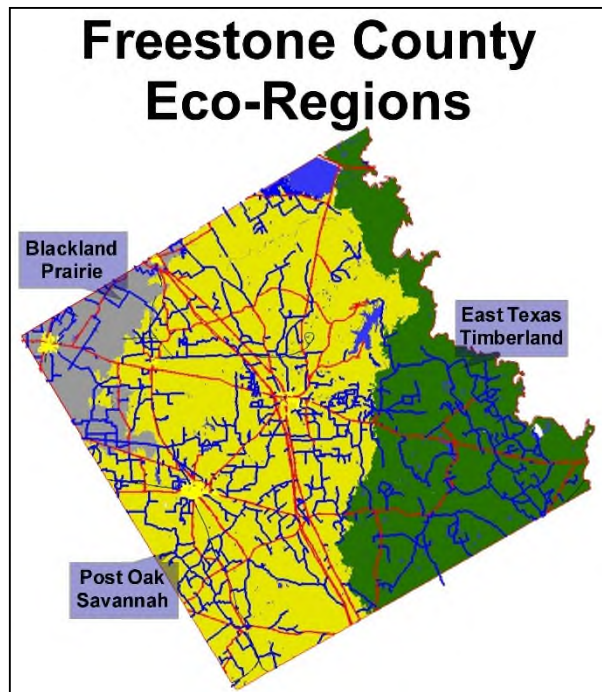 Freestone County
Eco-Regions
Blackland
Prairie
East Texas
Timberland
Post Oak
Savannah